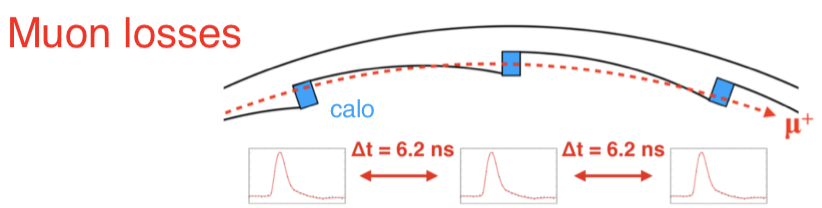 Muon losses
calo
μ+
Δt = 6.2 ns
Δt = 6.2 ns